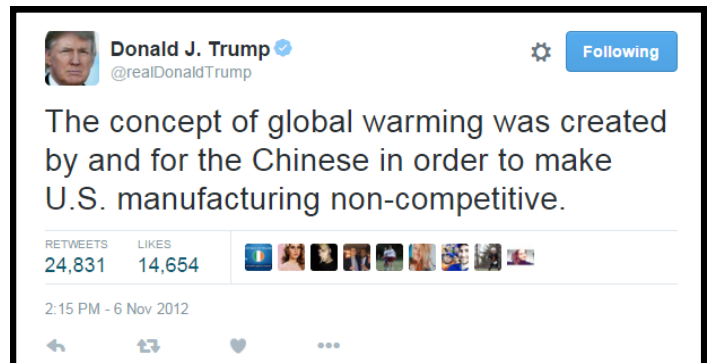 Donald J. Trump
@realDonaldTrump
Following
The concept of global warming was created
by and for the Chinese in order to make
U.S. manufacturing non-competitive.
RETWEETS LIKES
24,831 14,654
2:15 PM - 6 Nov 2012